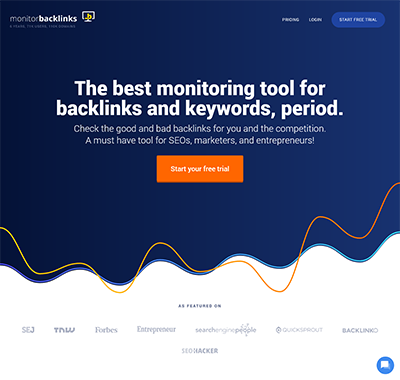 monitorbacklinks
PRICING
LOGIN
START FREE TRIAL
The best monitoring tool for
backlinks and keywords, period.
Check the good and bad backlinks for you and the competition.
A must have tool for SEOs, marketers, and entrepreneurs!
Start your free trial
AS FEATURED ON
SEJ
TNW
Forbes
Entrepreneur
searchenginepeople
QUICKSPROUT
BACKLINKO
SEOHACKER